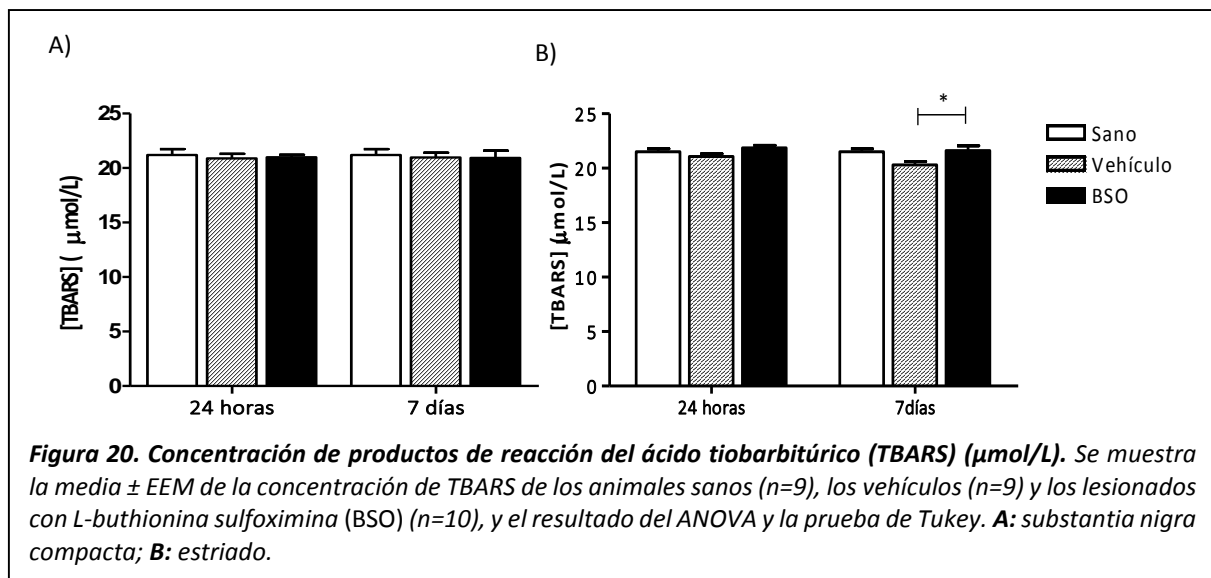 A)
B)
[TBARS] ( μmol/L)
25
20
15
10
5
0
24 horas
7 días
[TBARS] (μmol/L)
25
20
15
10
5
0
24 horas
7días
*
Sano
Vehículo
BSO
Figura 20. Concentración de productos de reacción del ácido tiobarbitúrico (TBARS) (µmol/L). Se muestra
la media ± EEM de la concentración de TBARS de los animales sanos (n=9), los vehículos (n=9) y los lesionados
con L-buthionina sulfoximina (BSO) (n=10), y el resultado del ANOVA y la prueba de Tukey. A: substantia nigra
compacta; B: estriado.